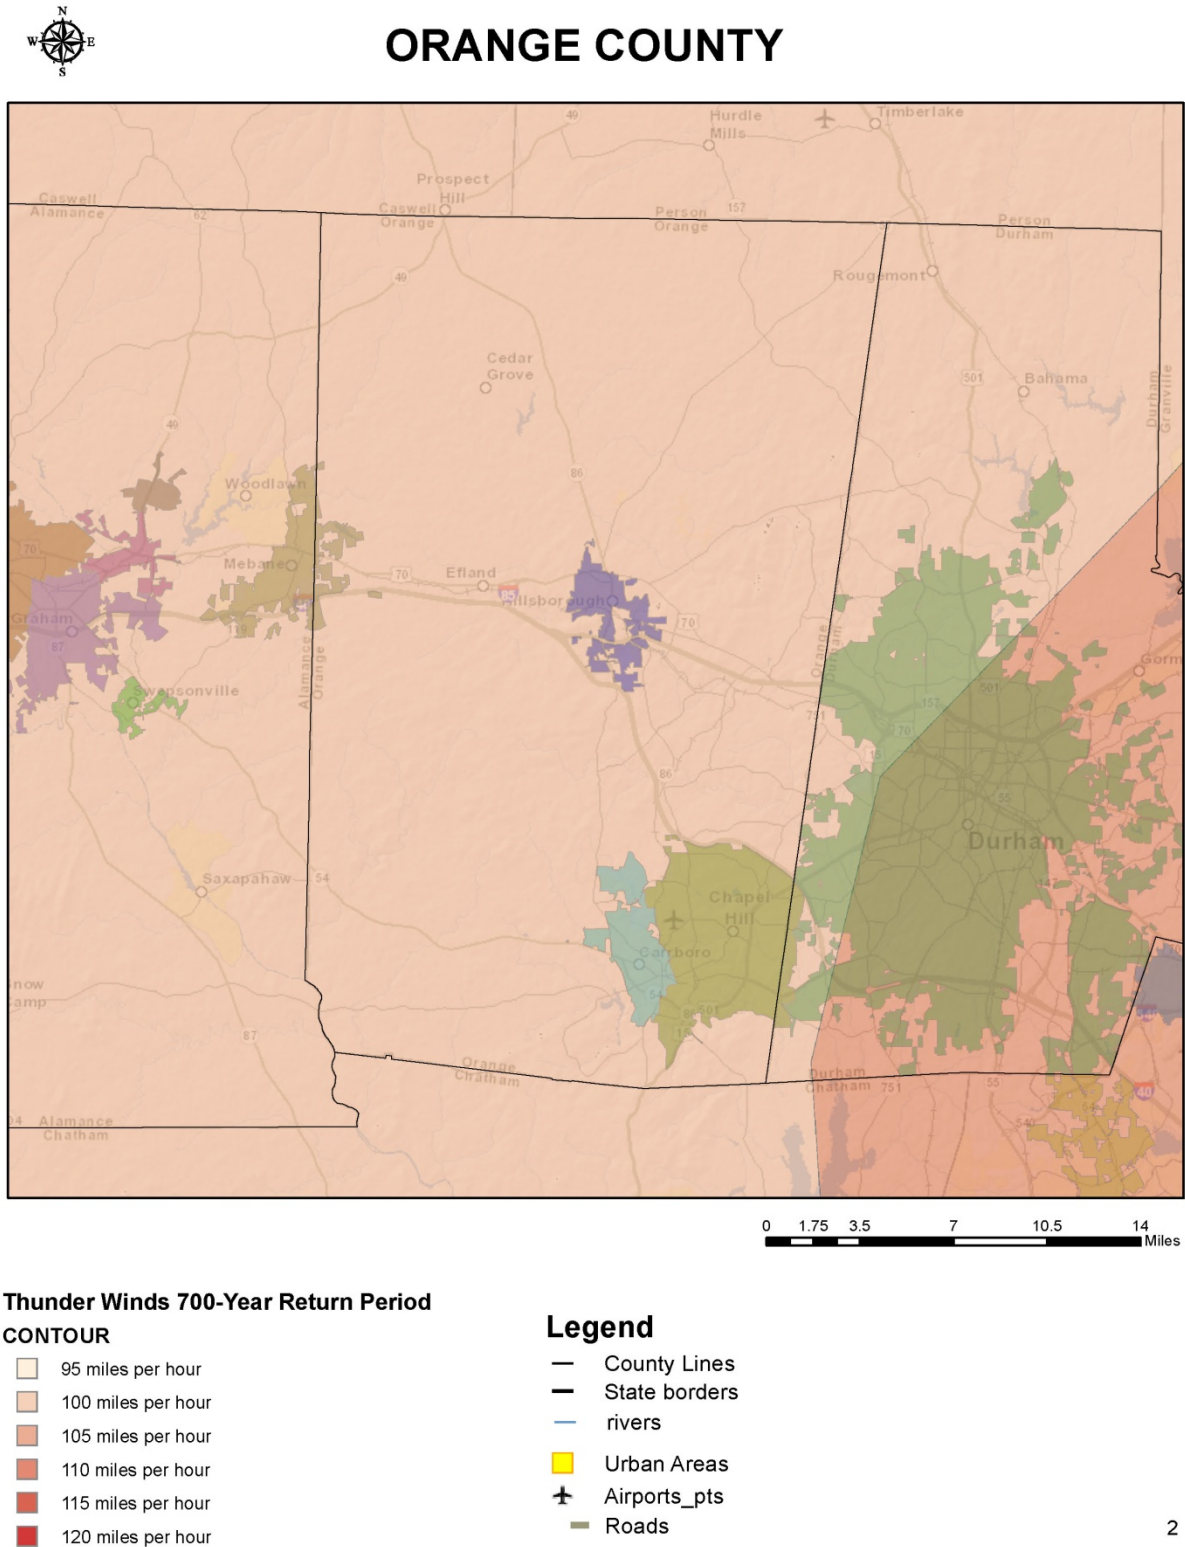 N
W
E
S
ORANGE COUNTY
49
Hurdle
Mills
Timberlake
Prospect
Hill
Caswell
Alamance
62
Caswell
Orange
Person
Orange
157
Person
Durham
Rougemont
49
Cedar
Grove
501
Bahama
Durham
Granville
49
86
Woodlawn
70
Mebane
70
Efland
85
Hillsborough
70
Graham
87
119
Alamance
Orange
Orange
Durham
Swepsonville
Gorm
501
157
70
751
15
86
55
Durham
147
Saxapahaw
54
Chapel
Hill
Carrboro
54
86
501
15
87
Orange
Chatham
Durham
Chatham
751
55
540
40
54
Alamance
Chatham
0
1.75
3.5
7
10.5
14
Miles
Thunder Winds 700-Year Return Period
CONTOUR
95 miles per hour
100 miles per hour
105 miles per hour
110 miles per hour
115 miles per hour
120 miles per hour
Legend
County Lines
State borders
rivers
Urban Areas
Airports_pts
Roads
2